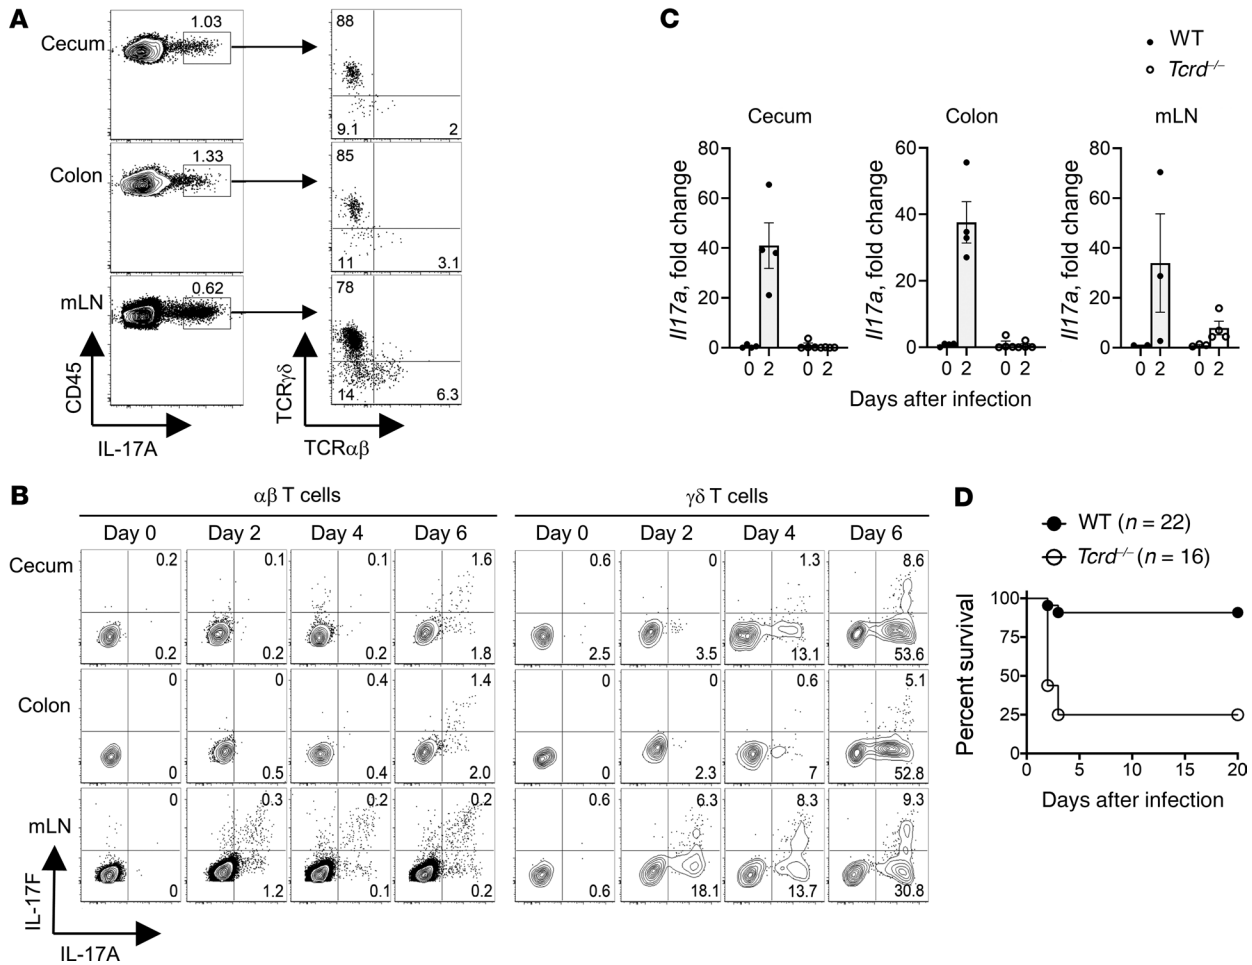 A
Cecum
1.03
88
9.1
2
Colon
1.33
85
11
3.1
mLN
0.62
78
14
6.3
CD45
IL-17A
TCRγδ
TCRαβ
C
WT
Tcrd–/–
Cecum
Il17a, fold change
80
60
40
20
0
0 2 0 2
Colon
Il17a, fold change
60
40
20
0
0 2 0 2
mLN
Il17a, fold change
80
60
40
20
0
0 2 0 2
Days after infection
B
αβ T cells
γδ T cells
Day 0 Day 2 Day 4 Day 6 Day 0 Day 2 Day 4 Day 6
Cecum
0.2 0.1 0.1 1.6 0.6 0 1.3 8.6
0.2 0.2 0.2 1.8 2.5 3.5 13.1 53.6
Colon
0 0 0.4 1.4 0 0 0.6 5.1
0 0.5 0.4 2.0 0 2.3 7 52.8
mLN
0 0.3 0.2 0.2 0.6 6.3 8.3 9.3
0 1.2 0.1 0.2 0.6 18.1 13.7 30.8
IL-17F
IL-17A
D
WT (n = 22)
Tcrd–/– (n = 16)
Percent survival
100
75
50
25
0
0 5 10 15 20
Days after infection